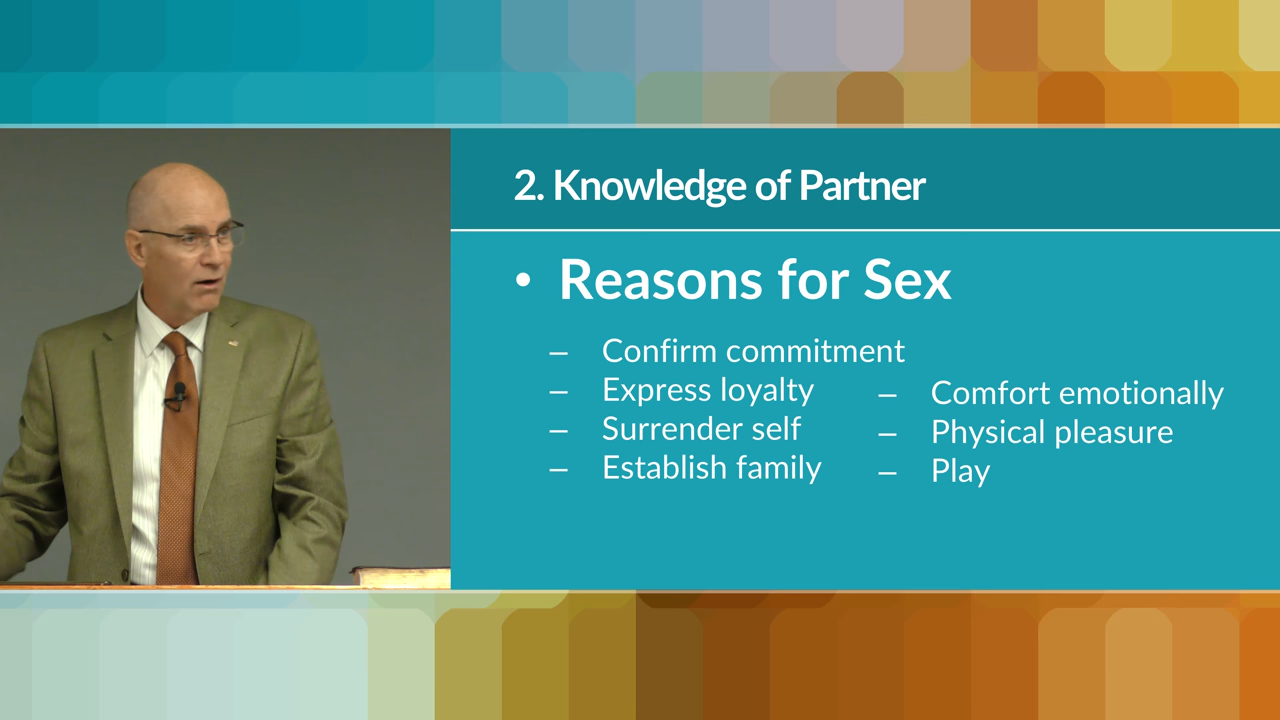 2. Knowledge of Partner
• Reasons for Sex
– Confirm commitment
– Express loyalty
– Surrender self
– Establish family
– Comfort emotionally
– Physical pleasure
– Play